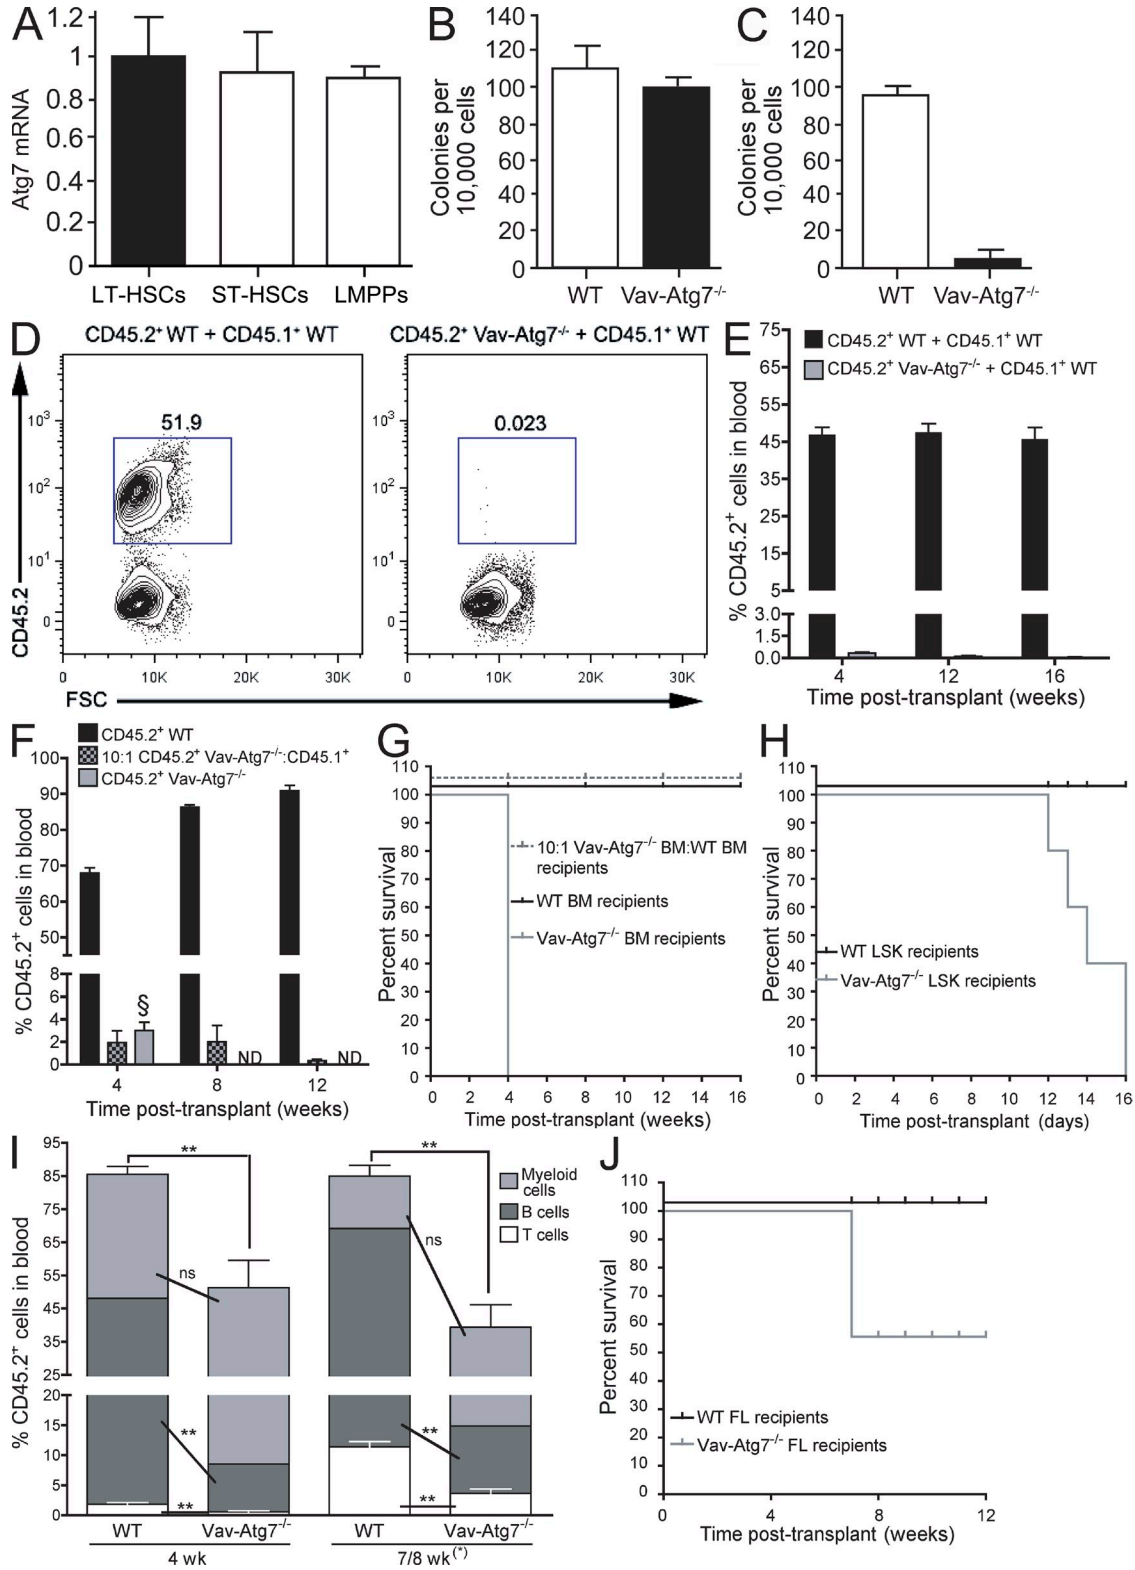 A
1.2
1
0.8
0.6
0.4
0.2
0
Atg7 mRNA
LT-HSCs ST-HSCs LMPPs
B
140
120
100
80
60
40
20
0
Colonies per
10,000 cells
WT Vav-Atg7-/-
C
140
120
100
80
60
40
20
0
Colonies per
10,000 cells
WT Vav-Atg7-/-
D
CD45.2+ WT + CD45.1+ WT
CD45.2+ Vav-Atg7-/- + CD45.1+ WT
51.9
0.023
10³
10²
10¹
0
10³
10²
10¹
0
CD45.2
0 10K 20K 30K
0 10K 20K 30K
FSC
E
CD45.2+ WT + CD45.1+ WT
CD45.2+ Vav-Atg7-/- + CD45.1+ WT
75
65
55
45
35
25
15
5
3.0
1.5
0.0
% CD45.2+ cells in blood
4 12 16
Time post-transplant (weeks)
F
CD45.2+ WT
10:1 CD45.2+ Vav-Atg7-/-:CD45.1+
CD45.2+ Vav-Atg7-/-
100
90
80
70
60
50
8
6
4
2
0
% CD45.2+ cells in blood
§
ND ND
4 8 12
Time post-transplant (weeks)
G
110
100
90
80
70
60
50
40
30
20
10
0
Percent survival
10:1 Vav-Atg7-/- BM:WT BM
recipients
WT BM recipients
Vav-Atg7-/- BM recipients
0 2 4 6 8 10 12 14 16
Time post-transplant (weeks)
H
110
100
90
80
70
60
50
40
30
20
10
0
Percent survival
WT LSK recipients
Vav-Atg7-/- LSK recipients
0 2 4 6 8 10 12 14 16
Time post-transplant (days)
I
95
85
75
65
55
45
35
25
20
15
10
5
0
% CD45.2+ cells in blood
** **
ns ns
** **
** **
Myeloid
cells
B cells
T cells
WT Vav-Atg7-/- WT Vav-Atg7-/-
4 wk 7/8 wk(*)
J
110
100
90
80
70
60
50
40
30
20
10
0
Percent survival
WT FL recipients
Vav-Atg7-/- FL recipients
0 4 8 12
Time post-transplant (weeks)